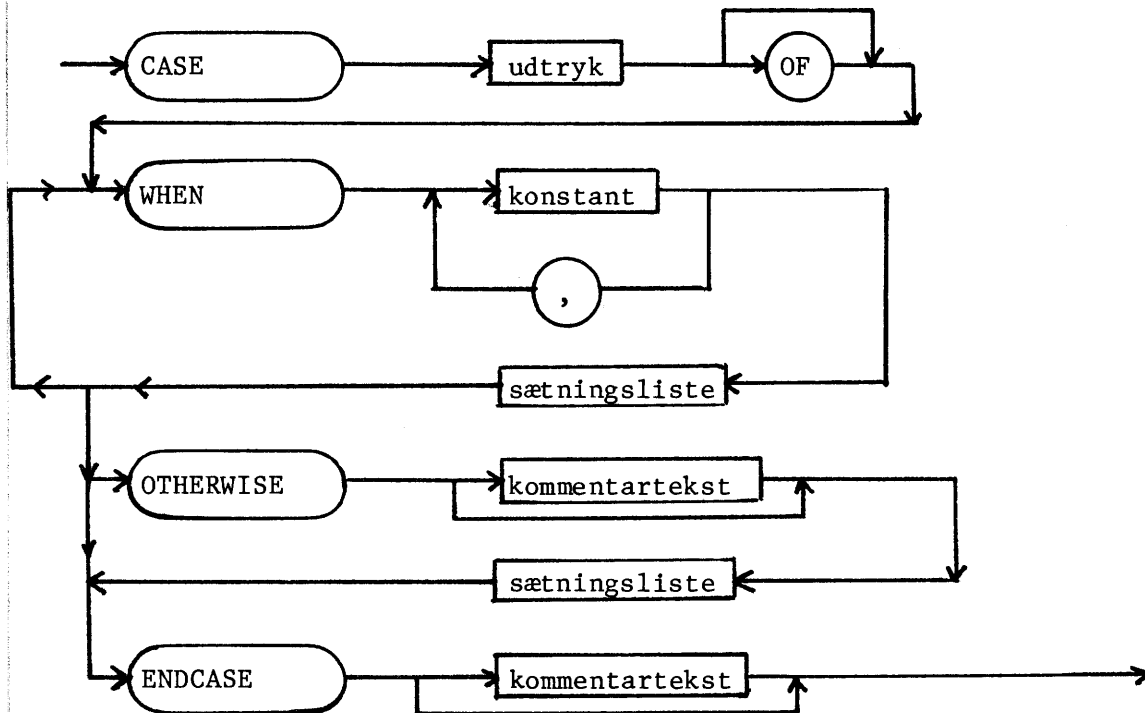 CASE udtryk OF
WHEN konstant
,
sætningsliste
OTHERWISE kommentartekst
sætningsliste
ENDCASE kommentartekst